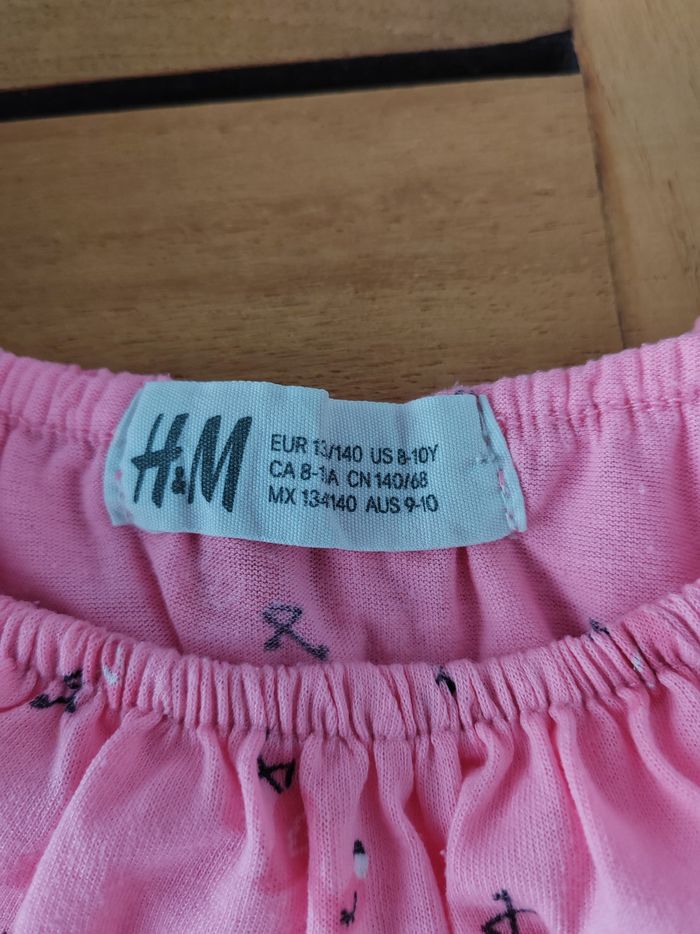 H&M
EUR 13/140 US 8-10Y
CA 8-1A CN 140/68
MX 134140 AUS 9-10